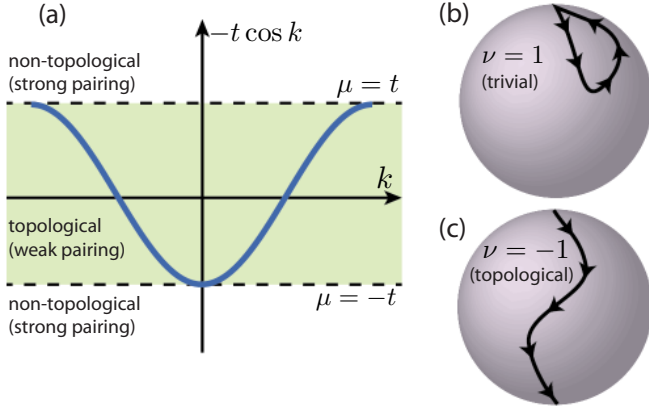 (a)
−t cos k
non-topological
(strong pairing)
μ = t
k
topological
(weak pairing)
non-topological
(strong pairing)
μ = −t
(b)
ν = 1
(trivial)
(c)
ν = −1
(topological)